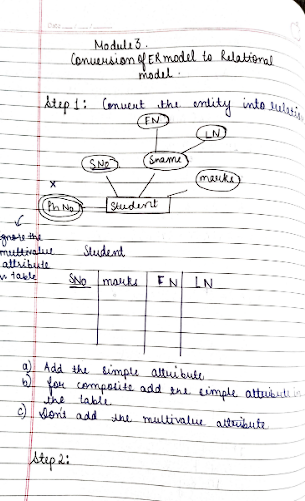 Module 3.
Conversion of ER model to Relational
model.
Step 1: Convert the entity into
FN
LN
SNo
Sname
marks
x
Ph No
Student
ignore the
multivalue
attribute
in table
Student
SNo marks FN LN
a) Add the simple attribute
b) for composite add the simple attribute in
the table
c) Don't add the multivalue attribute
Step 2: